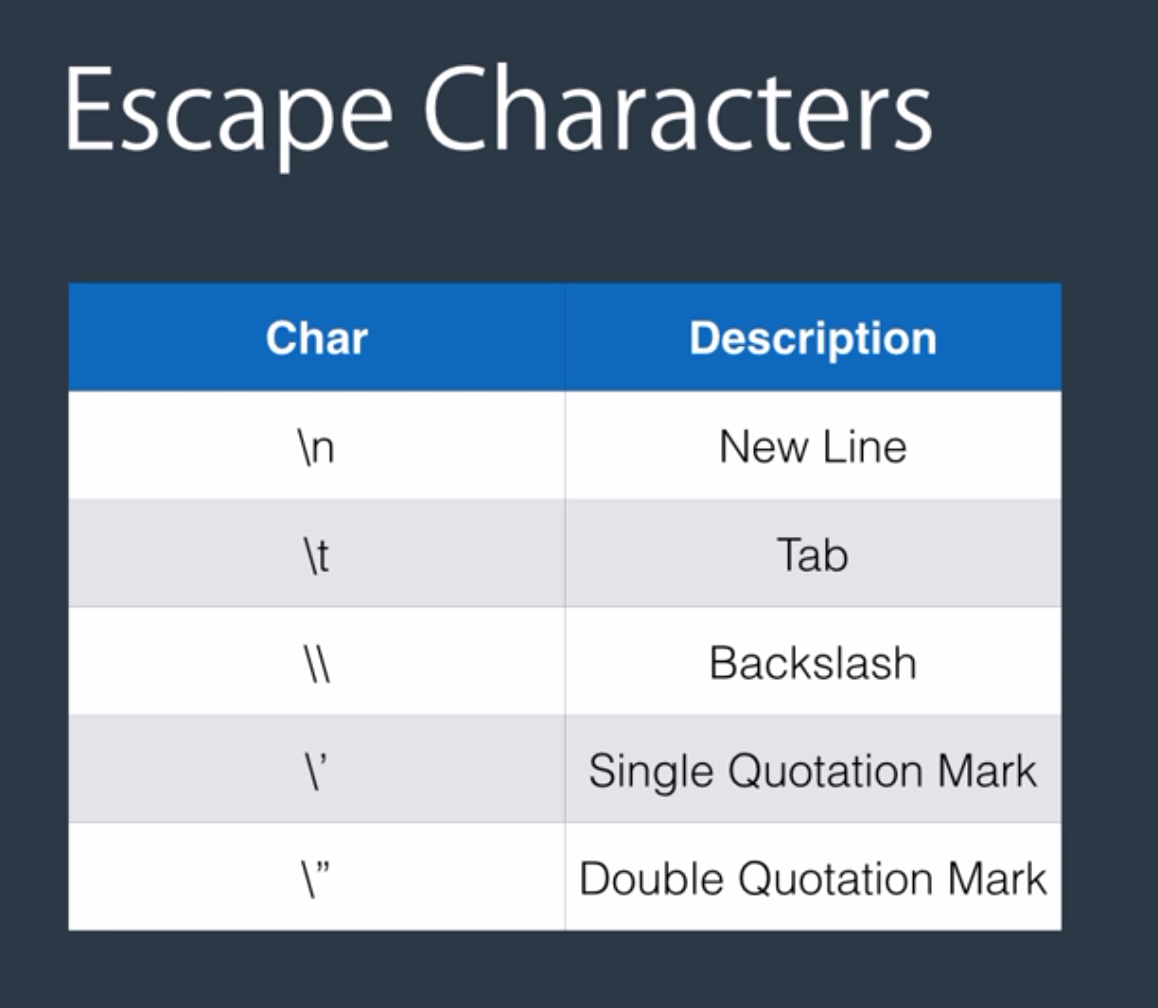 Escape Characters
Char Description
\n New Line
\t Tab
\\ Backslash
\’ Single Quotation Mark
\” Double Quotation Mark